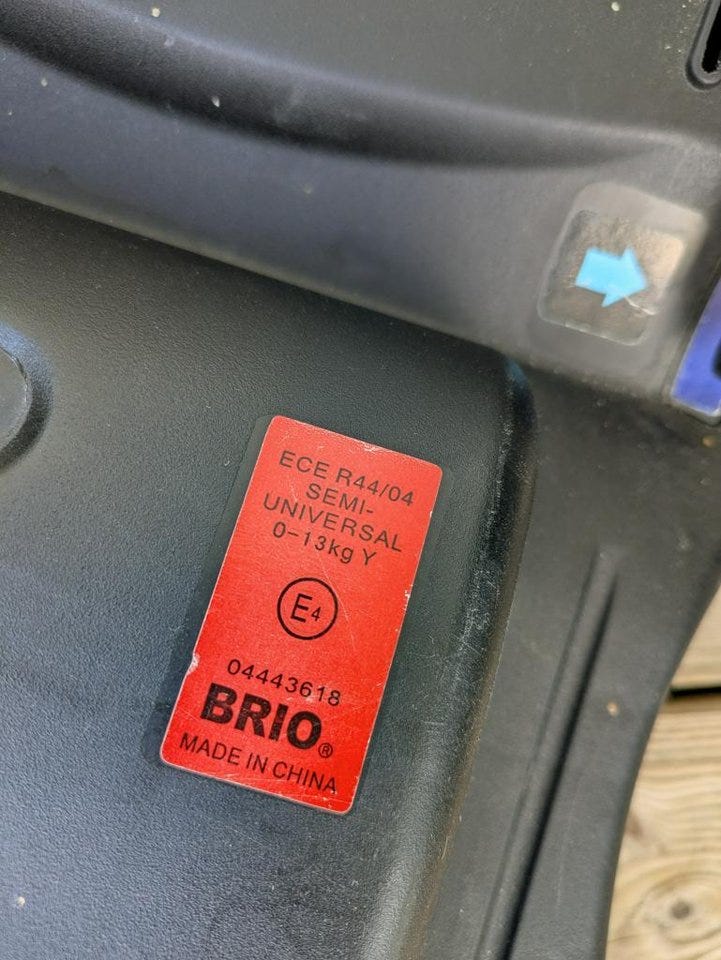 ECE R44/04
SEMI-
UNIVERSAL
0-13kg Y
E4
04443618
BRIO®
MADE IN CHINA